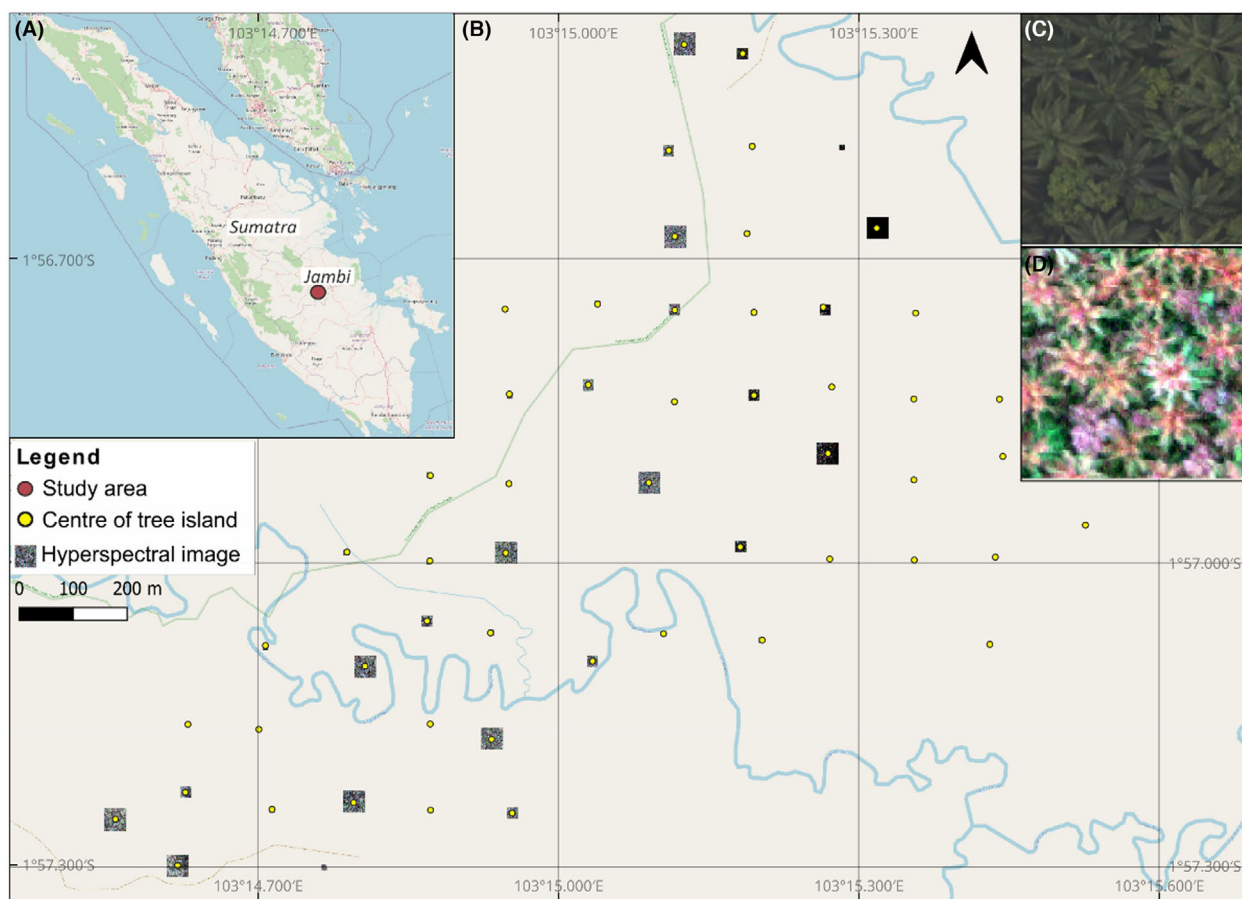 (A)
103°14.700′E
(B)
103°15.000′E
103°15.300′E
(C)
Sumatra
Jambi
1°56.700′S
(D)
Legend
Study area
Centre of tree island
Hyperspectral image
0 100 200 m
1°57.000′S
1°57.300′S
1°57.300′S
103°14.700′E
103°15.000′E
103°15.300′E
103°15.600′E